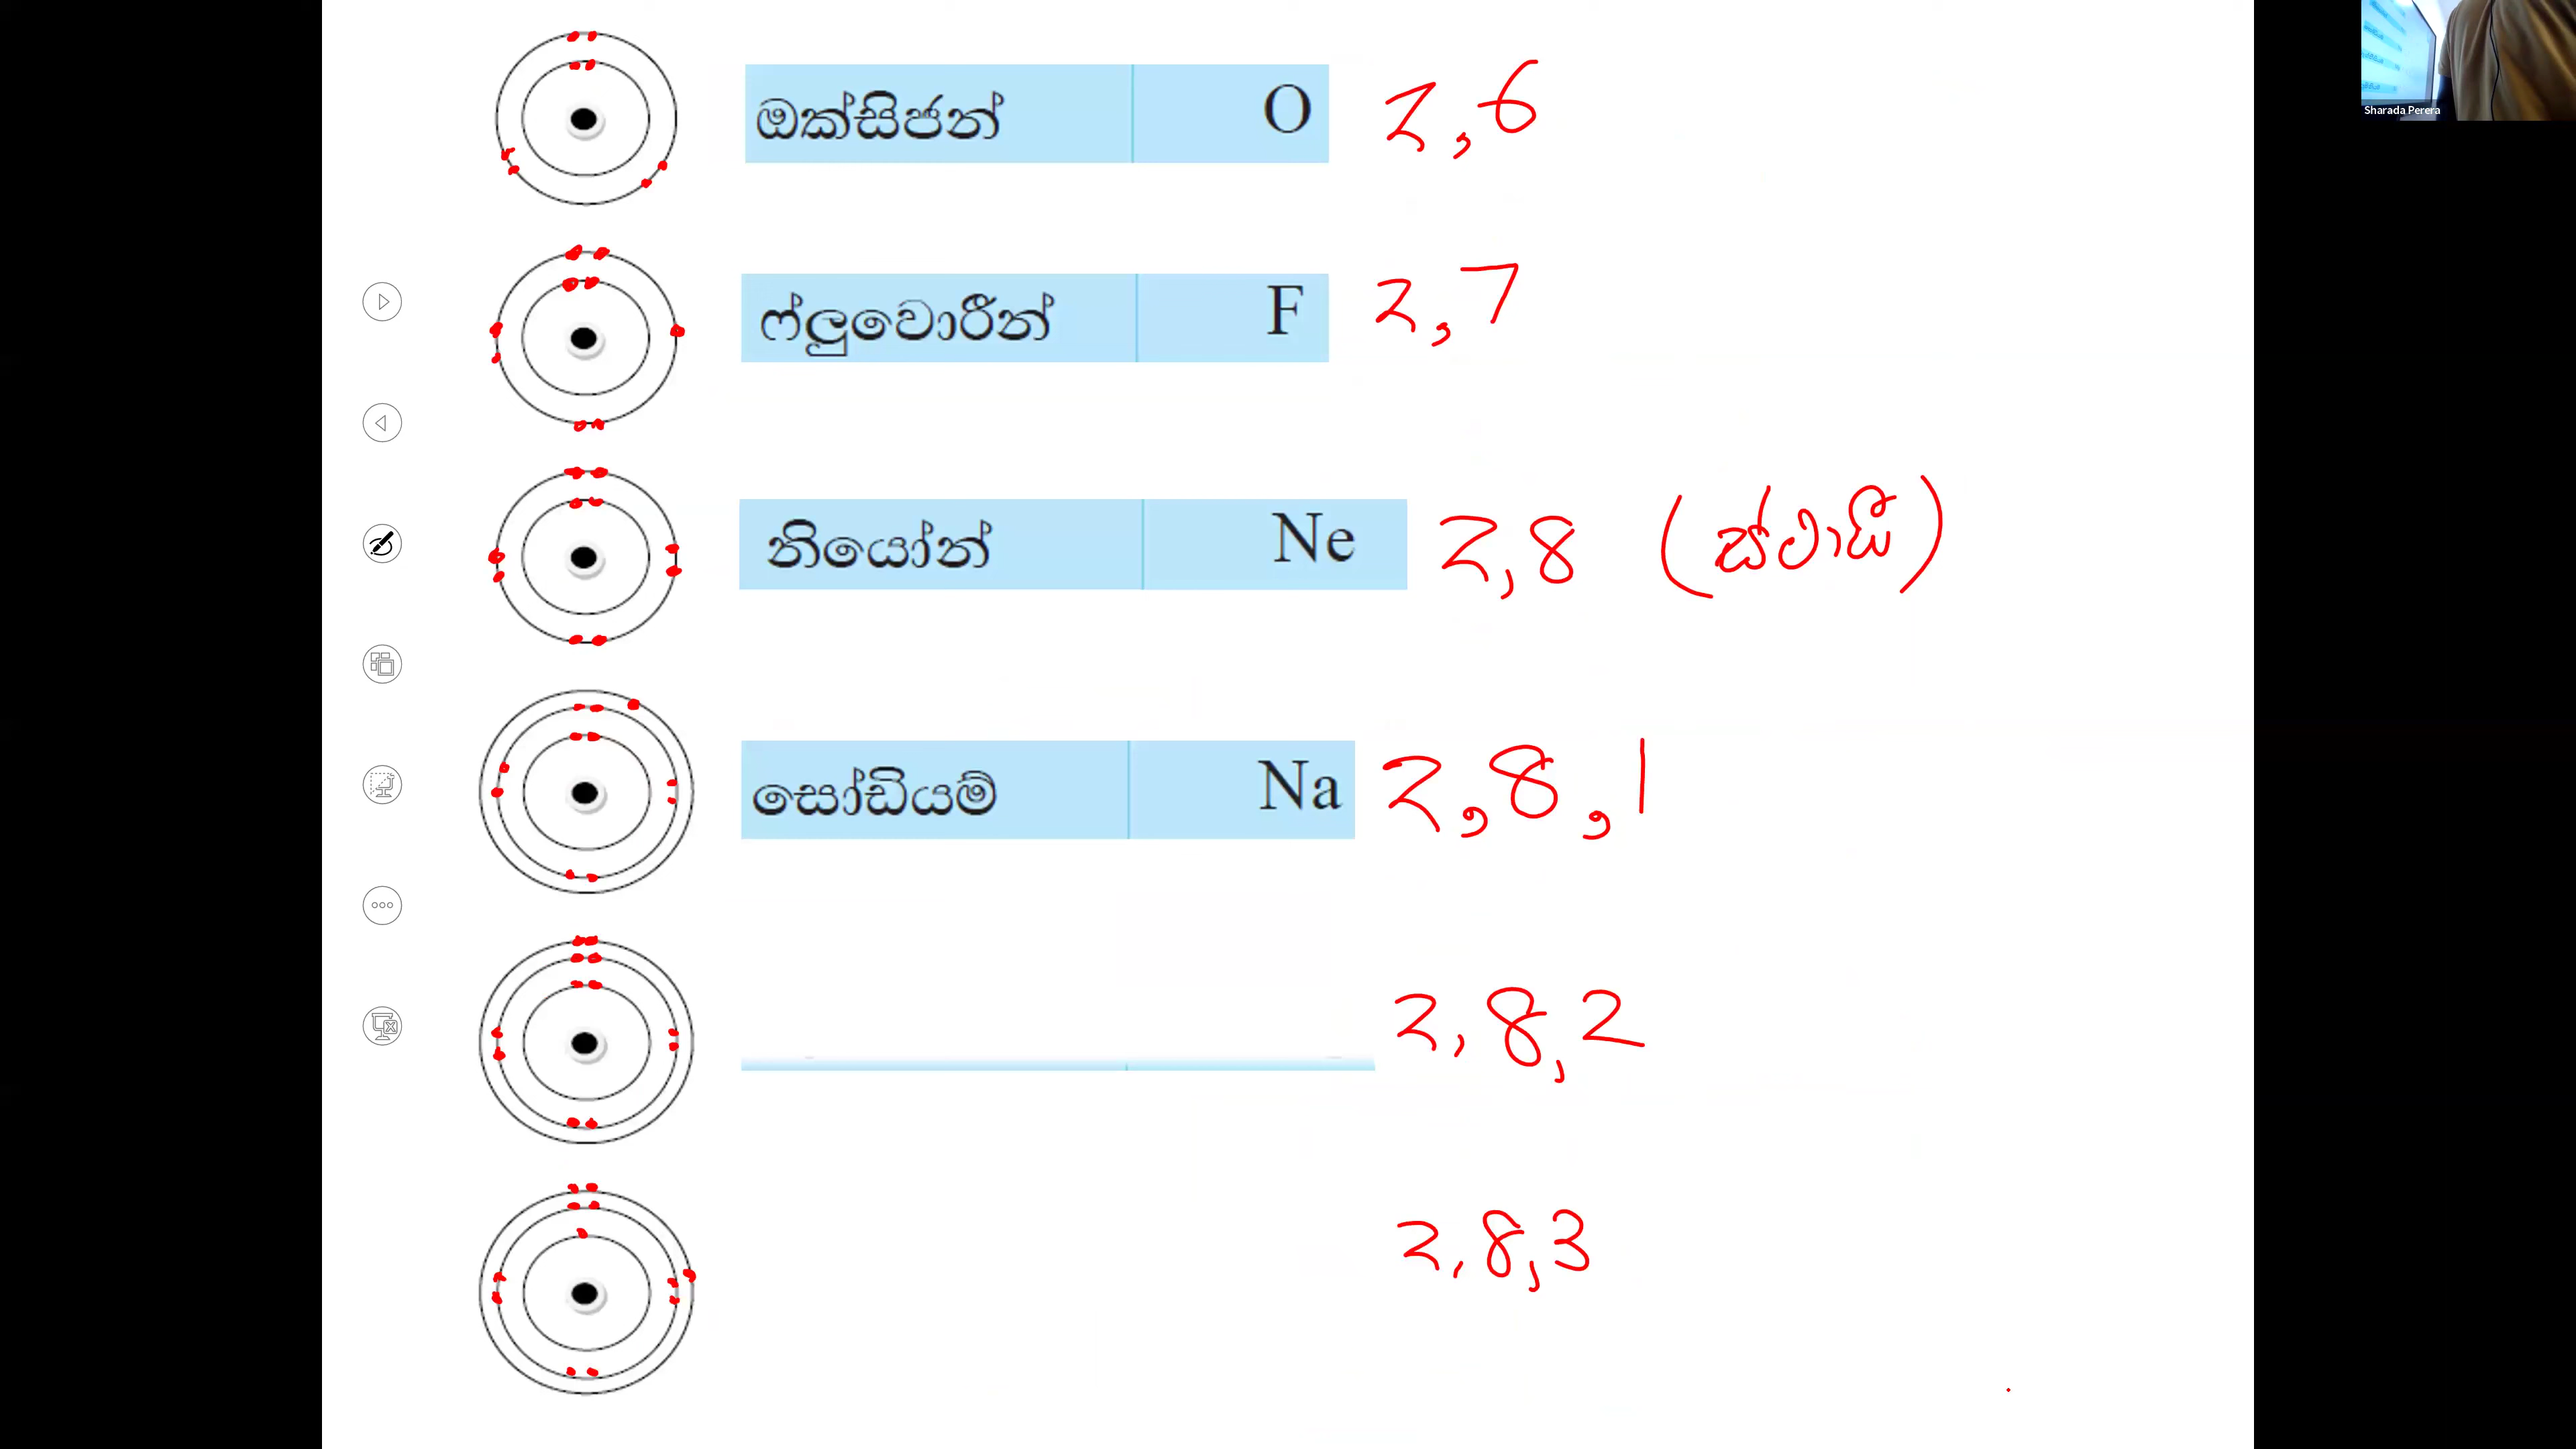 Sharada Perera
ඔක්සිජන් O 2,6
ෆ්ලුවොරීන් F 2,7
නියෝන් Ne 2,8 (ස්ථායී)
සෝඩියම් Na 2,8,1
2,8,2
2,8,3